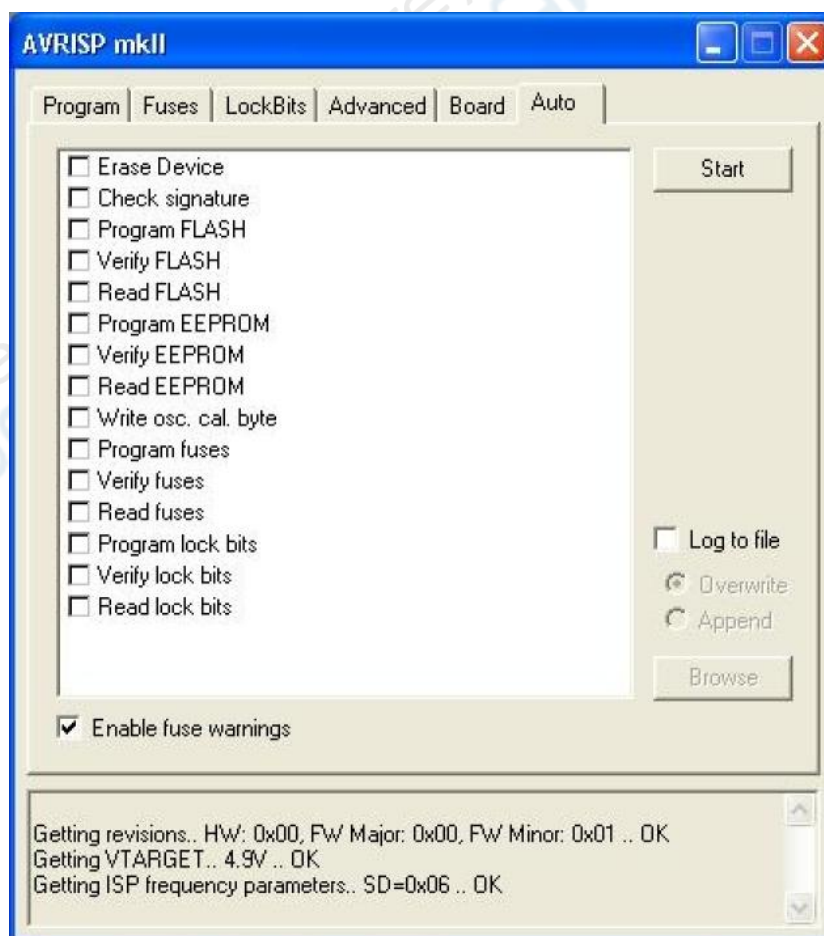 AVRISP mkII
Program Fuses LockBits Advanced Board Auto
Erase Device
Check signature
Program FLASH
Verify FLASH
Read FLASH
Program EEPROM
Verify EEPROM
Read EEPROM
Write osc. cal. byte
Program fuses
Verify fuses
Read fuses
Program lock bits
Verify lock bits
Read lock bits
Start
Log to file
Overwrite
Append
Browse
Enable fuse warnings
Getting revisions.. HW: 0x00, FW Major: 0x00, FW Minor: 0x01 .. OK
Getting VTARGET.. 4.9V .. OK
Getting ISP frequency parameters.. SD=0x06 .. OK